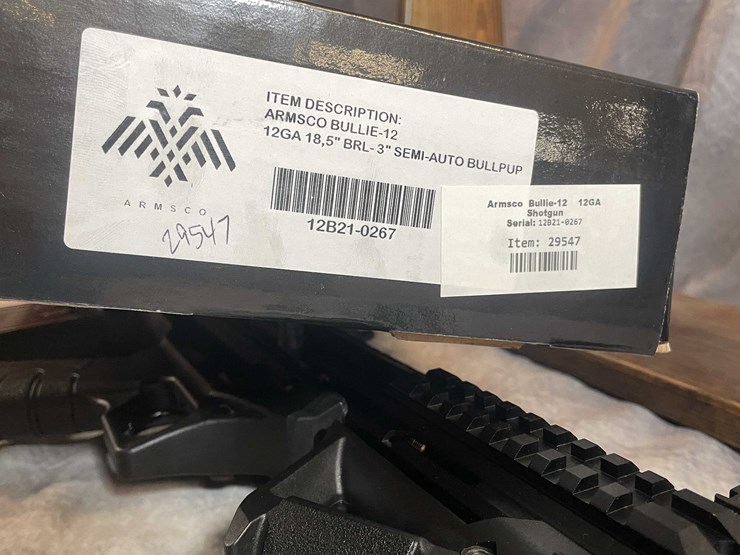 ITEM DESCRIPTION:
ARMSCO BULLIE-12
12GA 18,5" BRL- 3" SEMI-AUTO BULLPUP
12B21-0267
ARMSCO
29547
Armsco Bullie-12 12GA
Shotgun
Serial: 12B21-0267
Item: 29547